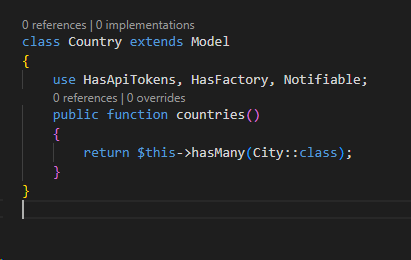 0 references | 0 implementations
class Country extends Model
{
use HasApiTokens, HasFactory, Notifiable;
0 references | 0 overrides
public function countries()
{
return $this->hasMany(City::class);
}
}